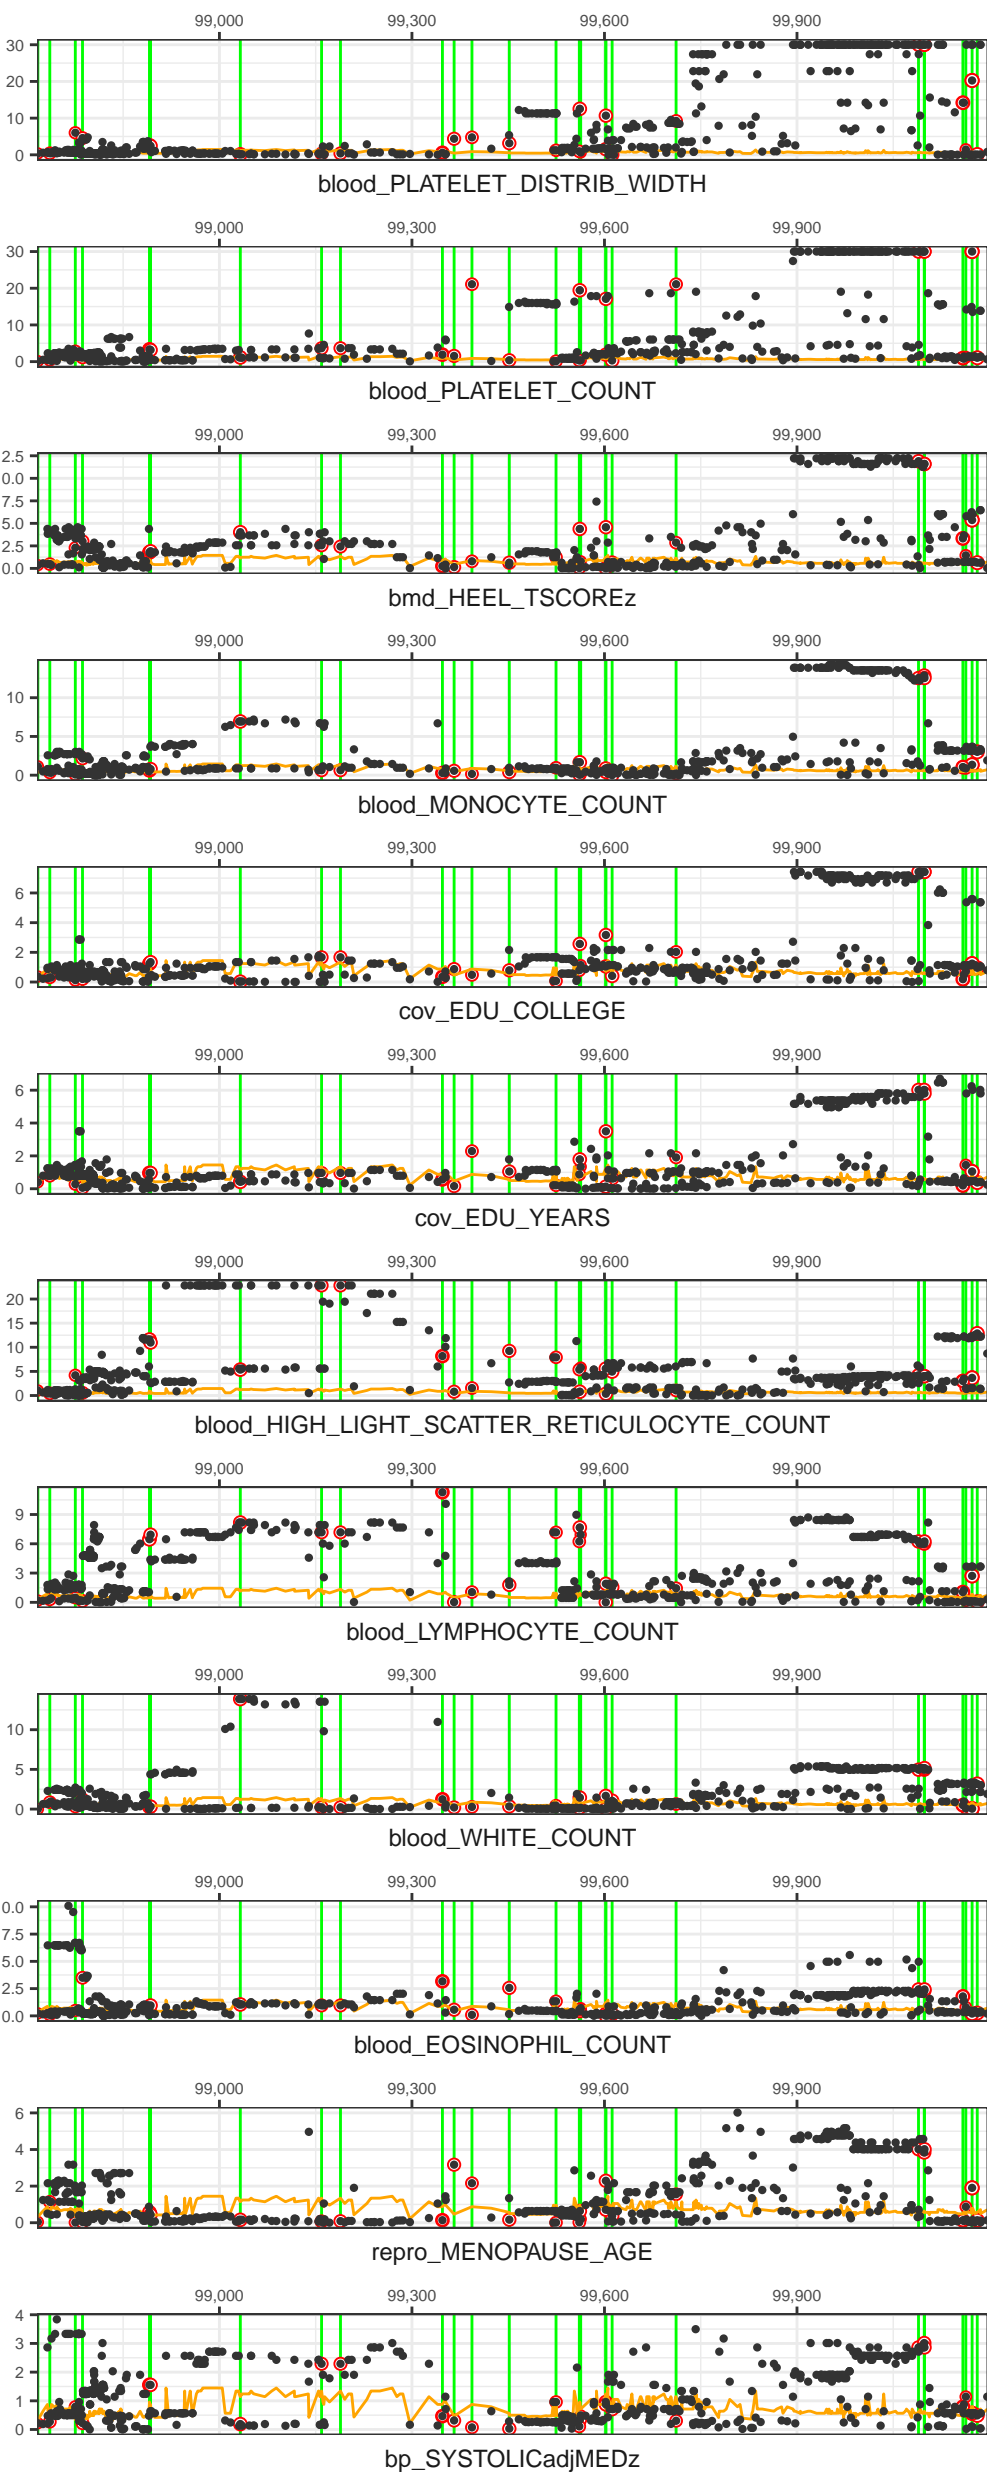 99,000 99,300 99,600 99,900
30
20
10
0
blood_PLATELET_DISTRIB_WIDTH
99,000 99,300 99,600 99,900
30
20
10
0
blood_PLATELET_COUNT
99,000 99,300 99,600 99,900
2.5
0.0
7.5
5.0
2.5
0.0
bmd_HEEL_TSCOREz
99,000 99,300 99,600 99,900
10
5
0
blood_MONOCYTE_COUNT
99,000 99,300 99,600 99,900
6
4
2
0
cov_EDU_COLLEGE
99,000 99,300 99,600 99,900
6
4
2
0
cov_EDU_YEARS
99,000 99,300 99,600 99,900
20
15
10
5
0
blood_HIGH_LIGHT_SCATTER_RETICULOCYTE_COUNT
99,000 99,300 99,600 99,900
9
6
3
0
blood_LYMPHOCYTE_COUNT
99,000 99,300 99,600 99,900
10
5
0
blood_WHITE_COUNT
99,000 99,300 99,600 99,900
0.0
7.5
5.0
2.5
0.0
blood_EOSINOPHIL_COUNT
99,000 99,300 99,600 99,900
6
4
2
0
repro_MENOPAUSE_AGE
99,000 99,300 99,600 99,900
4
3
2
1
0
bp_SYSTOLICadjMEDz